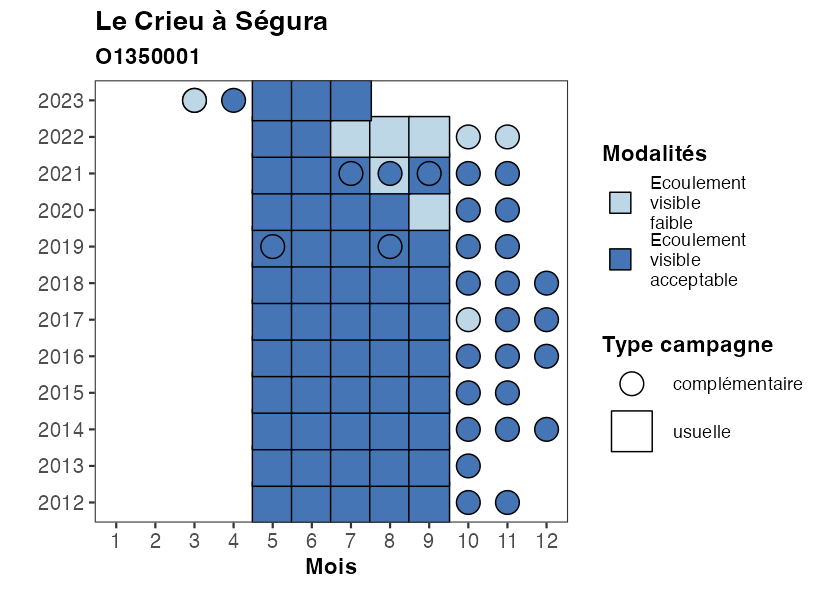 Le Crieu à Ségura
O1350001
2023
2022
2021
2020
2019
2018
2017
2016
2015
2014
2013
2012
1 2 3 4 5 6 7 8 9 10 11 12
Mois
Modalités
Ecoulement
visible
faible
Ecoulement
visible
acceptable
Type campagne
complémentaire
usuelle